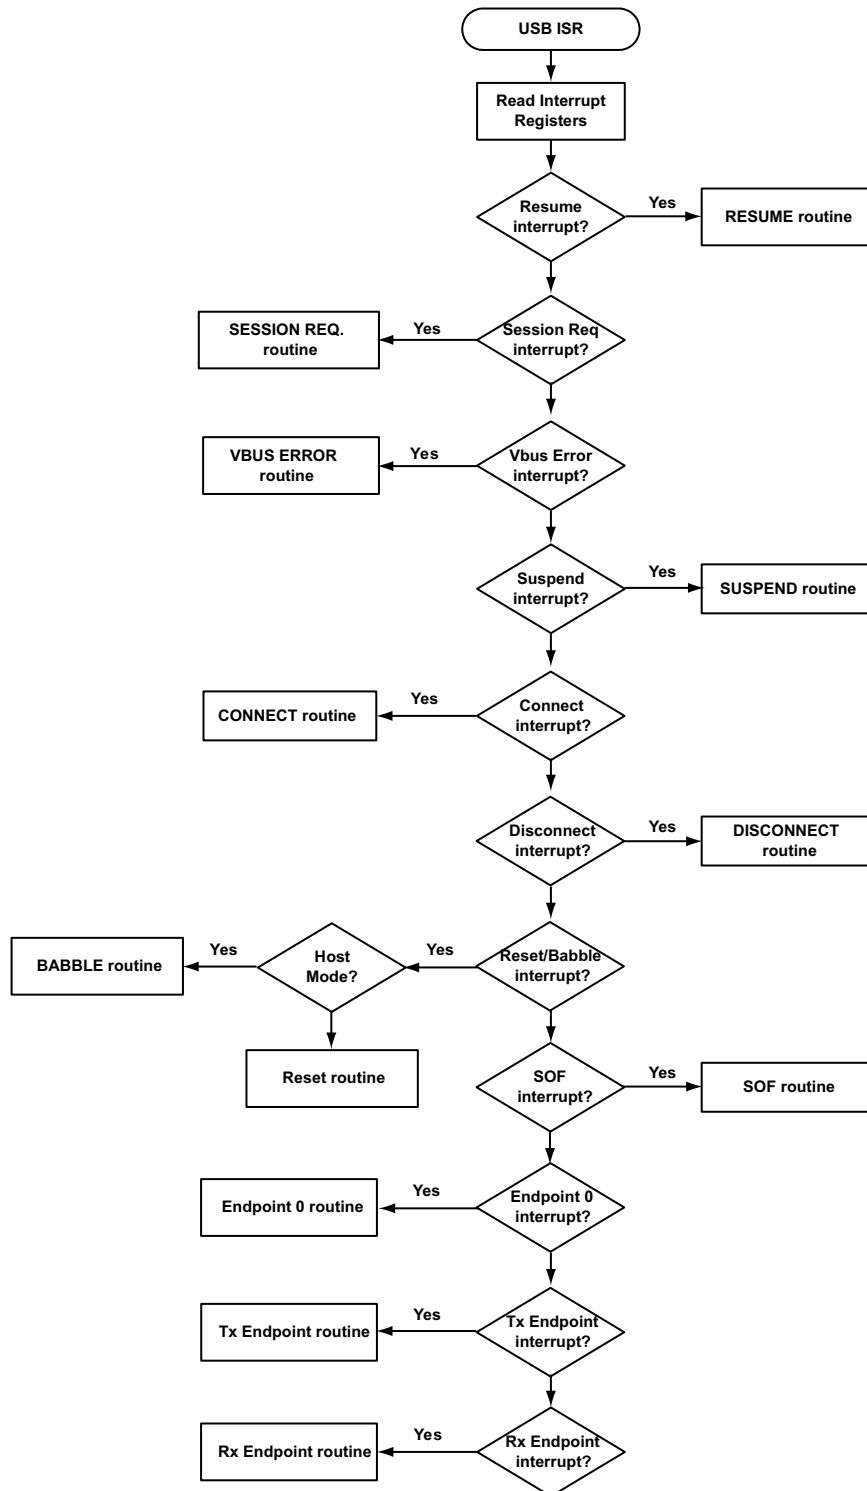 USB ISR
Read Interrupt
Registers
Resume
interrupt?
Yes
RESUME routine
SESSION REQ.
routine
Yes
Session Req
interrupt?
VBUS ERROR
routine
Yes
Vbus Error
interrupt?
Suspend
interrupt?
Yes
SUSPEND routine
CONNECT routine
Yes
Connect
interrupt?
Disconnect
interrupt?
Yes
DISCONNECT
routine
BABBLE routine
Yes
Host
Mode?
Yes
Reset/Babble
interrupt?
Reset routine
SOF
interrupt?
Yes
SOF routine
Endpoint 0 routine
Yes
Endpoint 0
interrupt?
Tx Endpoint routine
Yes
Tx Endpoint
interrupt?
Rx Endpoint routine
Yes
Rx Endpoint
interrupt?